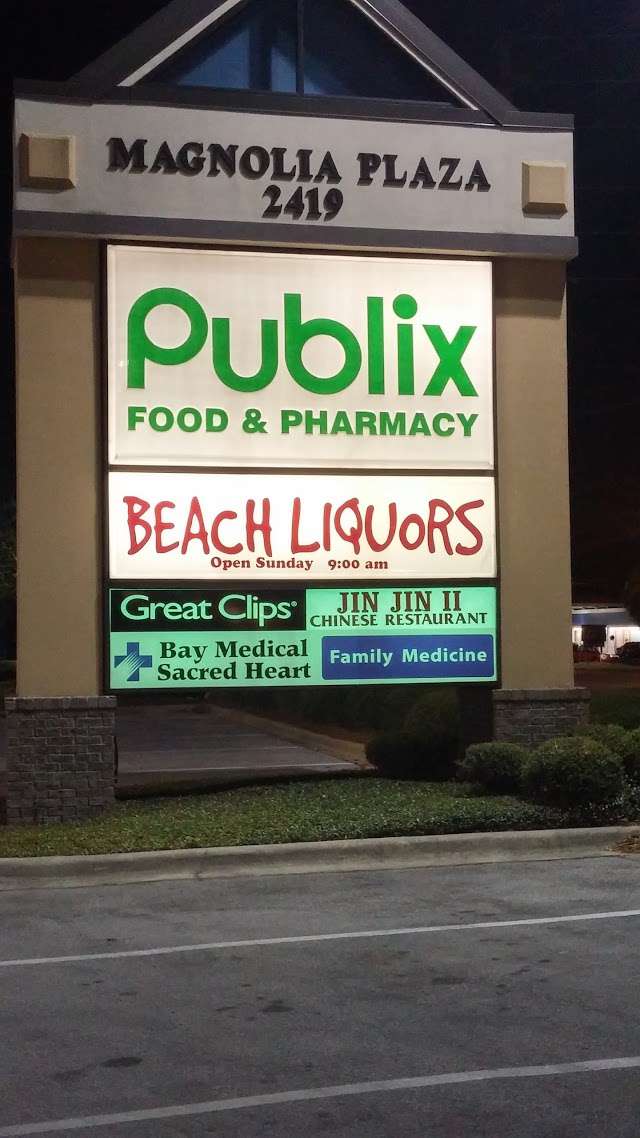 MAGNOLIA PLAZA
2419
Publix
FOOD & PHARMACY
BEACH LIQUORS
Open Sunday 9:00 am
Great Clips®
JIN JIN II
CHINESE RESTAURANT
Bay Medical
Sacred Heart
Family Medicine